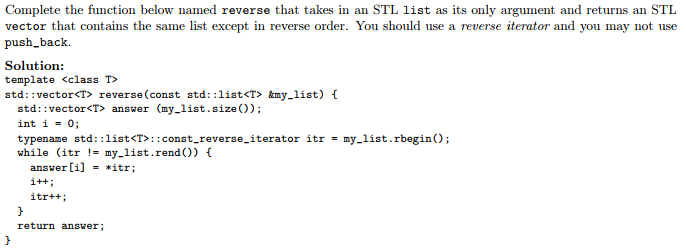 Complete the function below named reverse that takes in an STL list as its only argument and returns an STL
vector that contains the same list except in reverse order. You should use a reverse iterator and you may not use
push_back.
Solution:
template <class T>
std::vector<T> reverse(const std::list<T> &my_list) {
  std::vector<T> answer (my_list.size());
  int i = 0;
  typename std::list<T>::const_reverse_iterator itr = my_list.rbegin();
  while (itr != my_list.rend()) {
    answer[i] = *itr;
    i++;
    itr++;
  }
  return answer;
}